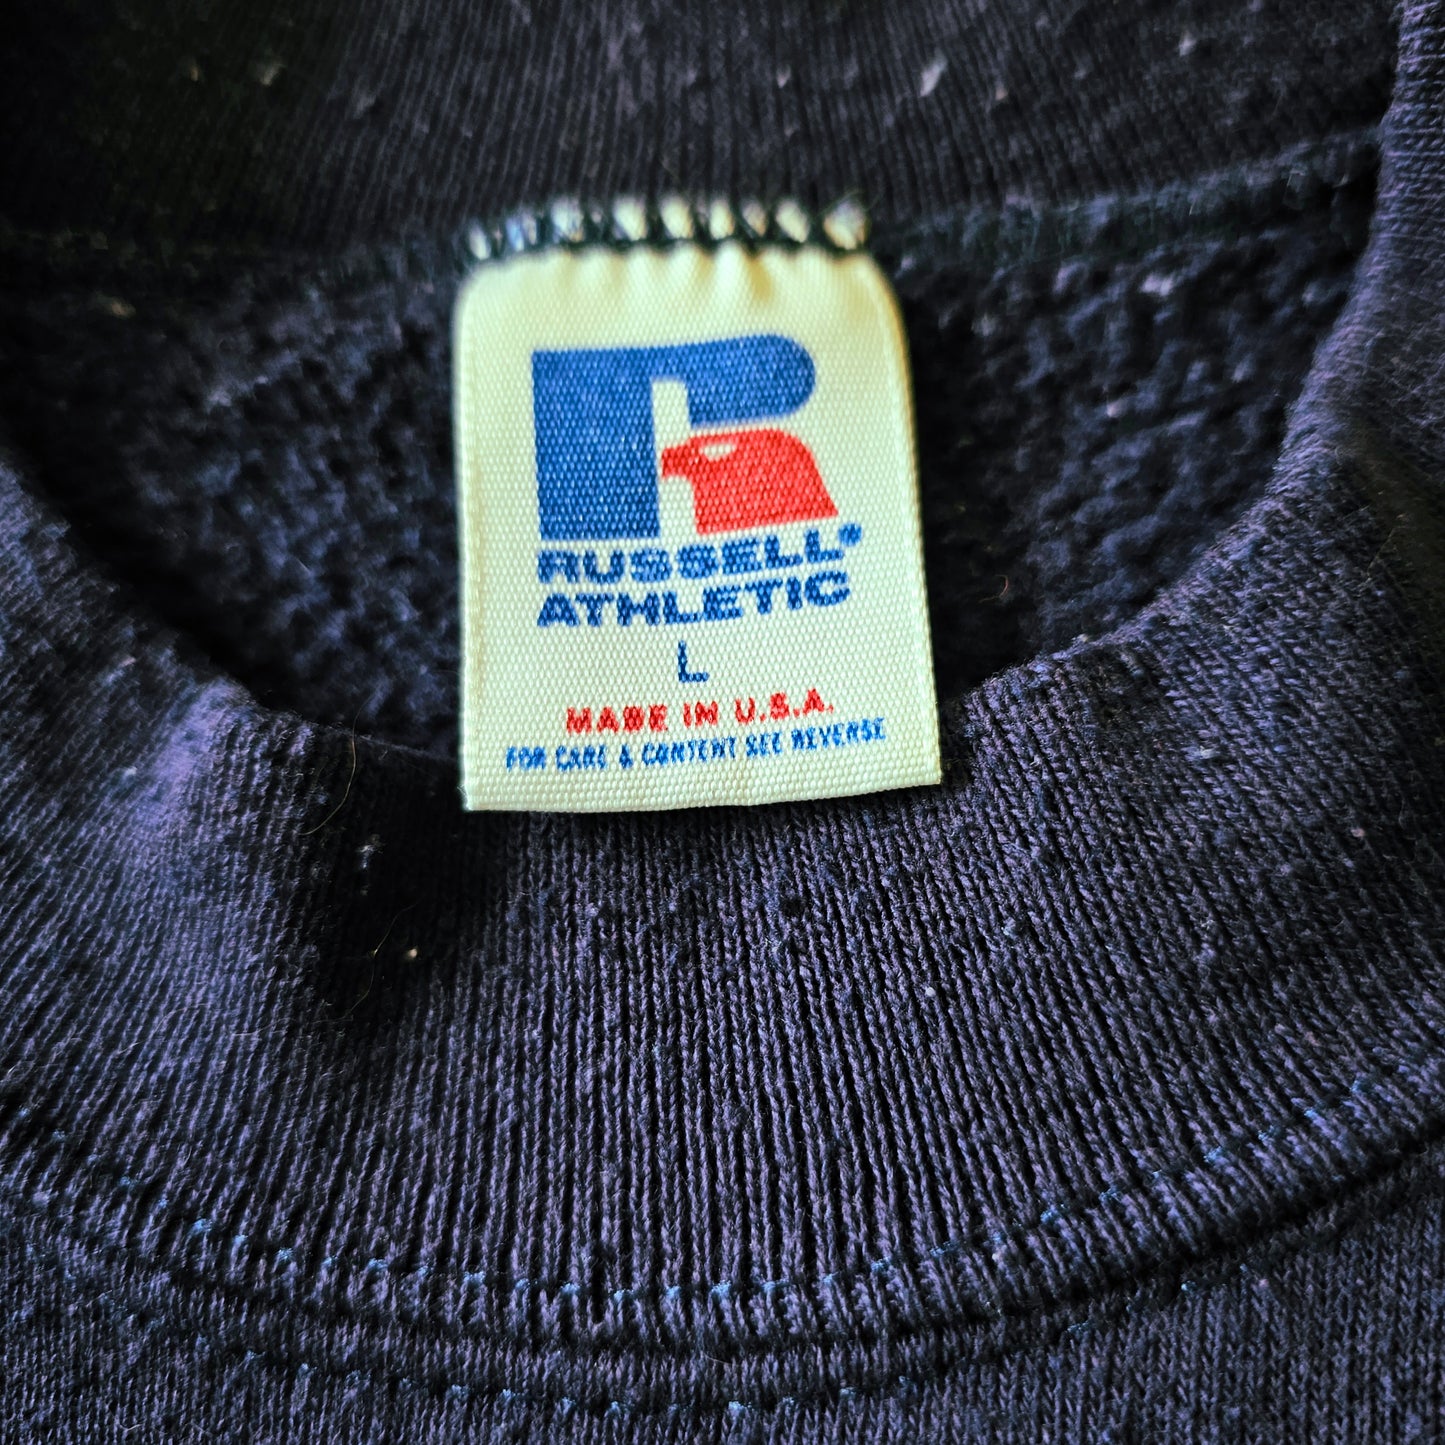 R
RUSSELL®
ATHLETIC
L
MADE IN U.S.A.
FOR CARE & CONTENT SEE REVERSE